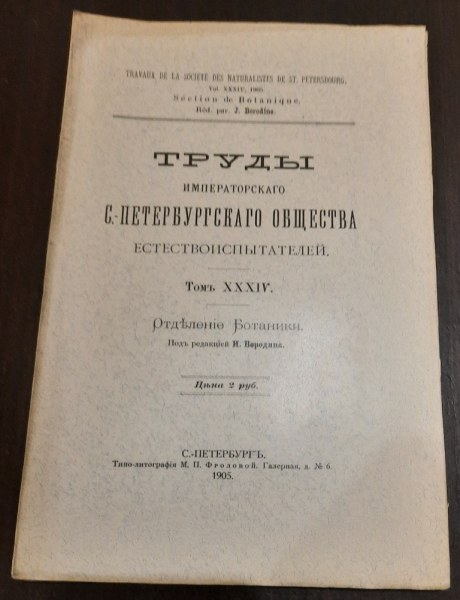 TRAVAUX DE LA SOCIÉTÉ DES NATURALISTES DE ST. PETERSBOURG.
Vol. XXXIV, 1905.
Section de Botanique.
Réd. par. J. Borodine.
ТРУДЫ
ИМПЕРАТОРСКАГО
С.-ПЕТЕРБУРГСКАГО ОБЩЕСТВА
ЕСТЕСТВОИСПЫТАТЕЛЕЙ.
Томъ XXXIV.
Отдѣленіе Ботаники.
Подъ редакціей И. Бородина.
Цѣна 2 руб.
С.-ПЕТЕРБУРГЪ.
Типо-литографія М. П. Фроловой. Галерная, д. № 6.
1905.